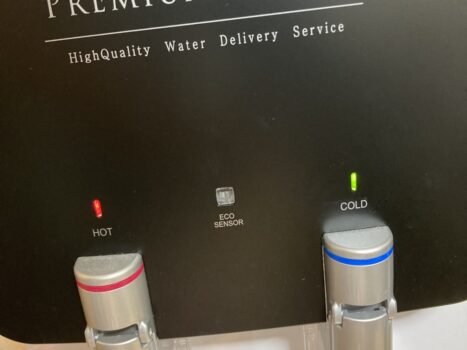 HighQuality Water Delivery Service
HOT
ECO
SENSOR
COLD